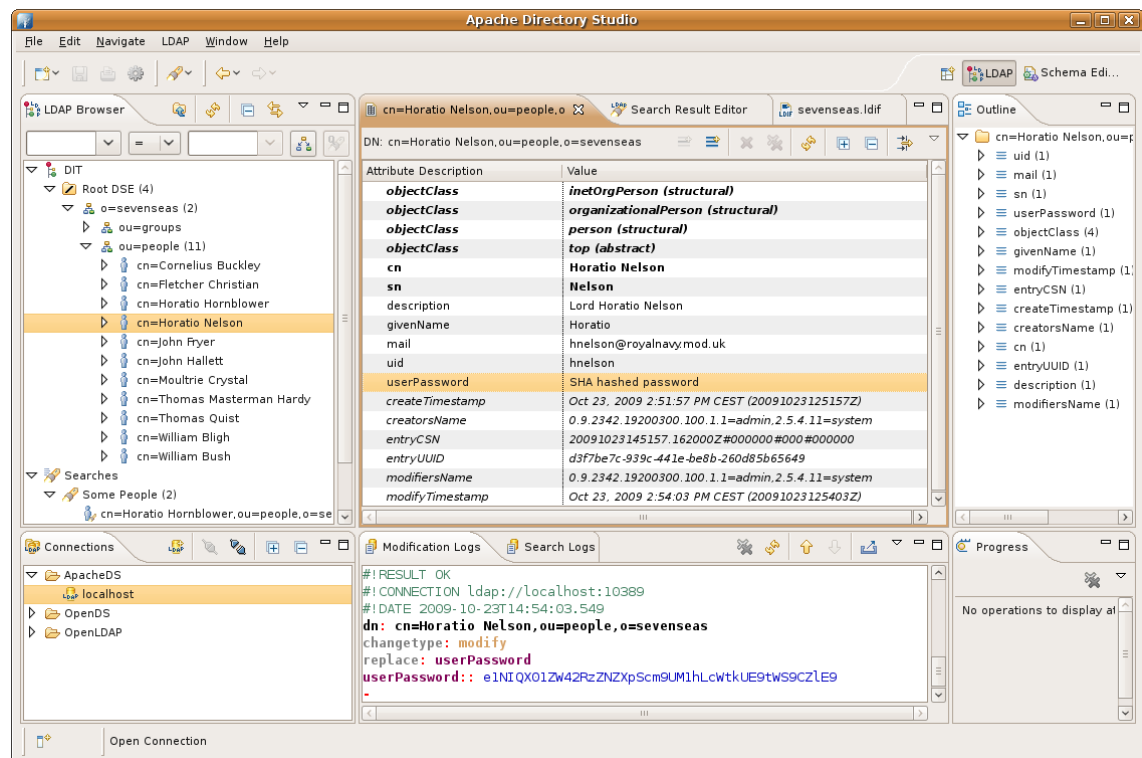 Apache Directory Studio
File Edit Navigate LDAP Window Help
LDAP Schema Edi...
LDAP Browser
=
DIT
Root DSE (4)
o=sevenseas (2)
ou=groups
ou=people (11)
cn=Cornelius Buckley
cn=Fletcher Christian
cn=Horatio Hornblower
cn=Horatio Nelson
cn=John Fryer
cn=John Hallett
cn=Moultrie Crystal
cn=Thomas Masterman Hardy
cn=Thomas Quist
cn=William Bligh
cn=William Bush
Searches
Some People (2)
cn=Horatio Hornblower,ou=people,o=se
cn=Horatio Nelson,ou=people,o Search Result Editor sevenseas.ldif
DN: cn=Horatio Nelson,ou=people,o=sevenseas
Attribute Description Value
objectClass inetOrgPerson (structural)
objectClass organizationalPerson (structural)
objectClass person (structural)
objectClass top (abstract)
cn Horatio Nelson
sn Nelson
description Lord Horatio Nelson
givenName Horatio
mail hnelson@royalnavy.mod.uk
uid hnelson
userPassword SHA hashed password
createTimestamp Oct 23, 2009 2:51:57 PM CEST (20091023125157Z)
creatorsName 0.9.2342.19200300.100.1.1=admin,2.5.4.11=system
entryCSN 20091023145157.162000Z#000000#000#000000
entryUUID d3f7be7c-939c-441e-be8b-260d85b65649
modifiersName 0.9.2342.19200300.100.1.1=admin,2.5.4.11=system
modifyTimestamp Oct 23, 2009 2:54:03 PM CEST (20091023125403Z)
Outline
cn=Horatio Nelson,ou=p
uid (1)
mail (1)
sn (1)
userPassword (1)
objectClass (4)
givenName (1)
modifyTimestamp (1)
entryCSN (1)
createTimestamp (1)
creatorsName (1)
cn (1)
entryUUID (1)
description (1)
modifiersName (1)
Connections
ApacheDS
localhost
OpenDS
OpenLDAP
Modification Logs Search Logs
#!RESULT OK
#!CONNECTION ldap://localhost:10389
#!DATE 2009-10-23T14:54:03.549
dn: cn=Horatio Nelson,ou=people,o=sevenseas
changetype: modify
replace: userPassword
userPassword:: e1NIQX01ZW42RzZNZXpScm9UM1hLcWtkUE9tWS9CZlE9
-
Progress
No operations to display at
Open Connection